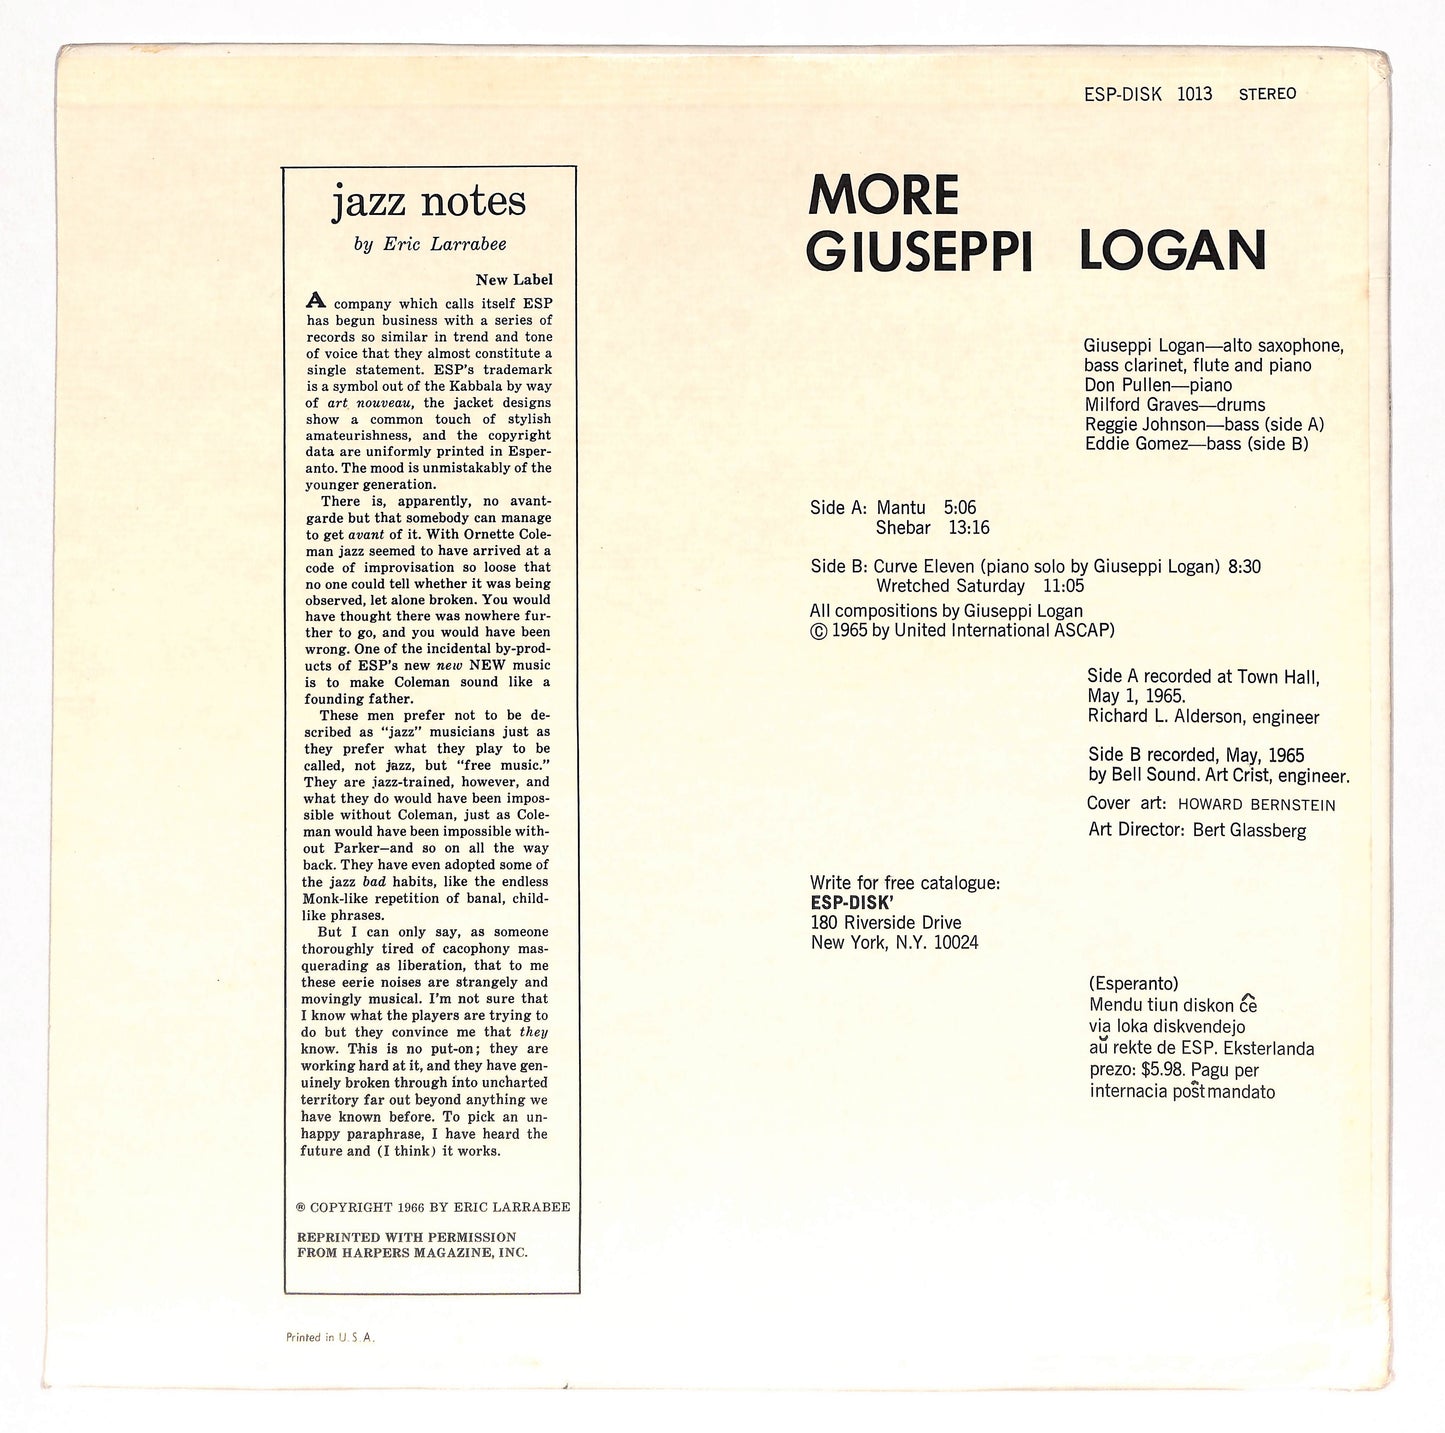 ESP-DISK 1013 STEREO
jazz notes
by Eric Larrabee
New Label
A company which calls itself ESP
has begun business with a series of
records so similar in trend and tone
of voice that they almost constitute a
single statement. ESP's trademark
is a symbol out of the Kabbala by way
of art nouveau, the jacket designs
show a common touch of stylish
amateurishness, and the copyright
data are uniformly printed in Esper-
anto. The mood is unmistakably of the
younger generation.
There is, apparently, no avant-
garde but that somebody can manage
to get avant of it. With Ornette Cole-
man jazz seemed to have arrived at a
code of improvisation so loose that
no one could tell whether it was being
observed, let alone broken. You would
have thought there was nowhere fur-
ther to go, and you would have been
wrong. One of the incidental by-prod-
ucts of ESP's new new NEW music
is to make Coleman sound like a
founding father.
These men prefer not to be de-
scribed as "jazz" musicians just as
they prefer what they play to be
called, not jazz, but "free music."
They are jazz-trained, however, and
what they do would have been impos-
sible without Coleman, just as Cole-
man would have been impossible with-
out Parker—and so on all the way
back. They have even adopted some of
the jazz bad habits, like the endless
Monk-like repetition of banal, child-
like phrases.
But I can only say, as someone
thoroughly tired of cacophony mas-
querading as liberation, that to me
these eerie noises are strangely and
movingly musical. I'm not sure that
I know what the players are trying to
do but they convince me that they
know. This is no put-on; they are
working hard at it, and they have gen-
uinely broken through into uncharted
territory far out beyond anything we
have known before. To pick an un-
happy paraphrase, I have heard the
future and (I think) it works.
® COPYRIGHT 1966 BY ERIC LARRABEE
REPRINTED WITH PERMISSION
FROM HARPERS MAGAZINE, INC.
Printed in U.S.A.
MORE
GIUSEPPI LOGAN
Giuseppi Logan—alto saxophone,
bass clarinet, flute and piano
Don Pullen—piano
Milford Graves—drums
Reggie Johnson—bass (side A)
Eddie Gomez—bass (side B)
Side A: Mantu 5:06
Shebar 13:16
Side B: Curve Eleven (piano solo by Giuseppi Logan) 8:30
Wretched Saturday 11:05
All compositions by Giuseppi Logan
© 1965 by United International ASCAP)
Side A recorded at Town Hall,
May 1, 1965.
Richard L. Alderson, engineer
Side B recorded, May, 1965
by Bell Sound. Art Crist, engineer.
Cover art: HOWARD BERNSTEIN
Art Director: Bert Glassberg
Write for free catalogue:
ESP-DISK'
180 Riverside Drive
New York, N.Y. 10024
(Esperanto)
Mendu tiun diskon ĉe
via loka diskvendejo
aŭ rekte de ESP. Eksterlanda
prezo: $5.98. Pagu per
internacia poŝtmandato